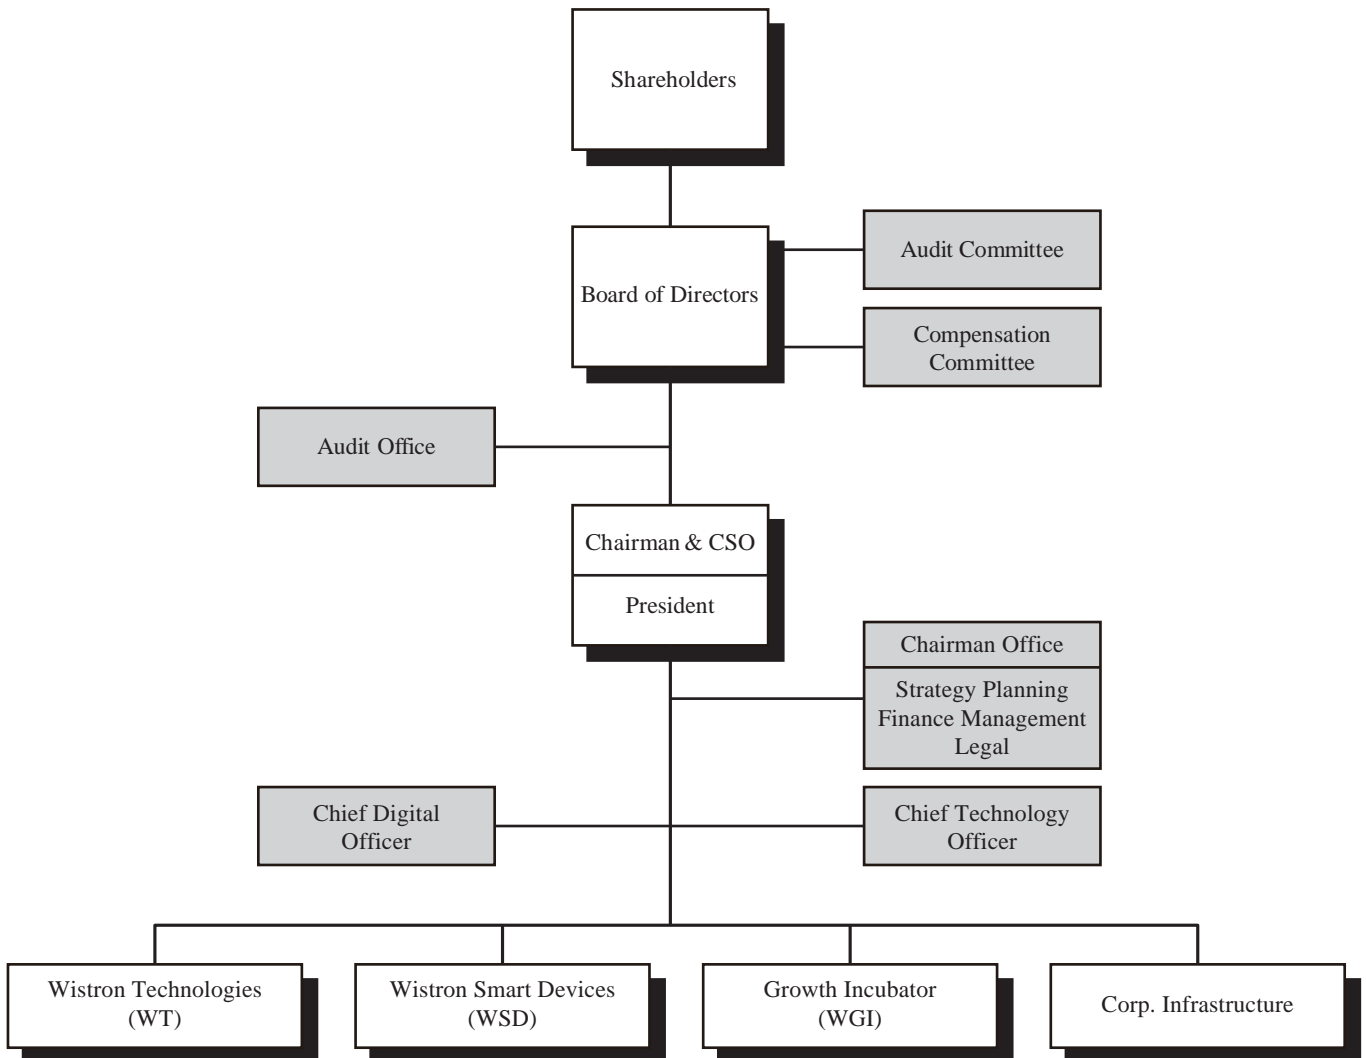 Shareholders
Board of Directors
Audit Committee
Compensation
Committee
Audit Office
Chairman & CSO
President
Chairman Office
Strategy Planning
Finance Management
Legal
Chief Digital
Officer
Chief Technology
Officer
Wistron Technologies
(WT)
Wistron Smart Devices
(WSD)
Growth Incubator
(WGI)
Corp. Infrastructure